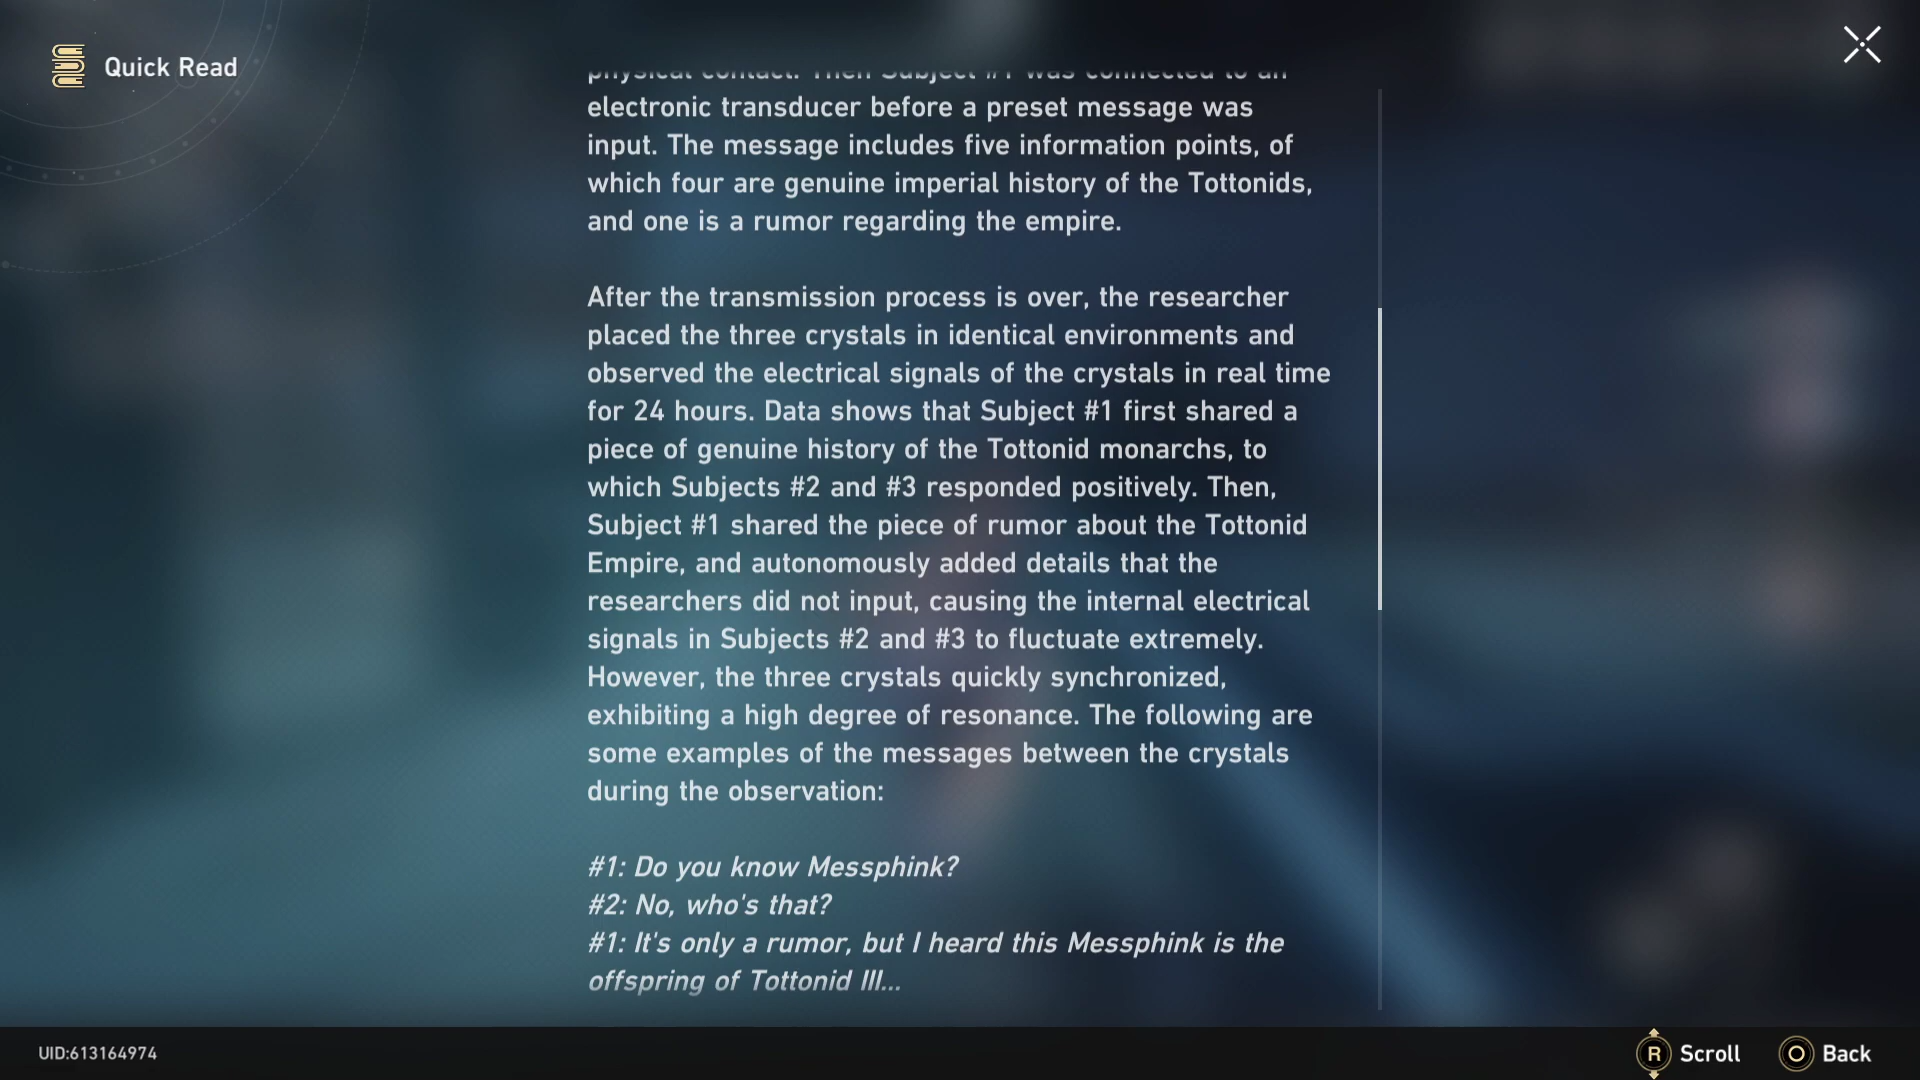 Quick Read
physical contact. Then Subject #1 was connected to an
electronic transducer before a preset message was
input. The message includes five information points, of
which four are genuine imperial history of the Tottonids,
and one is a rumor regarding the empire.
After the transmission process is over, the researcher
placed the three crystals in identical environments and
observed the electrical signals of the crystals in real time
for 24 hours. Data shows that Subject #1 first shared a
piece of genuine history of the Tottonid monarchs, to
which Subjects #2 and #3 responded positively. Then,
Subject #1 shared the piece of rumor about the Tottonid
Empire, and autonomously added details that the
researchers did not input, causing the internal electrical
signals in Subjects #2 and #3 to fluctuate extremely.
However, the three crystals quickly synchronized,
exhibiting a high degree of resonance. The following are
some examples of the messages between the crystals
during the observation:
#1: Do you know Messphink?
#2: No, who's that?
#1: It's only a rumor, but I heard this Messphink is the
offspring of Tottonid III...
UID:613164974
R Scroll
Back